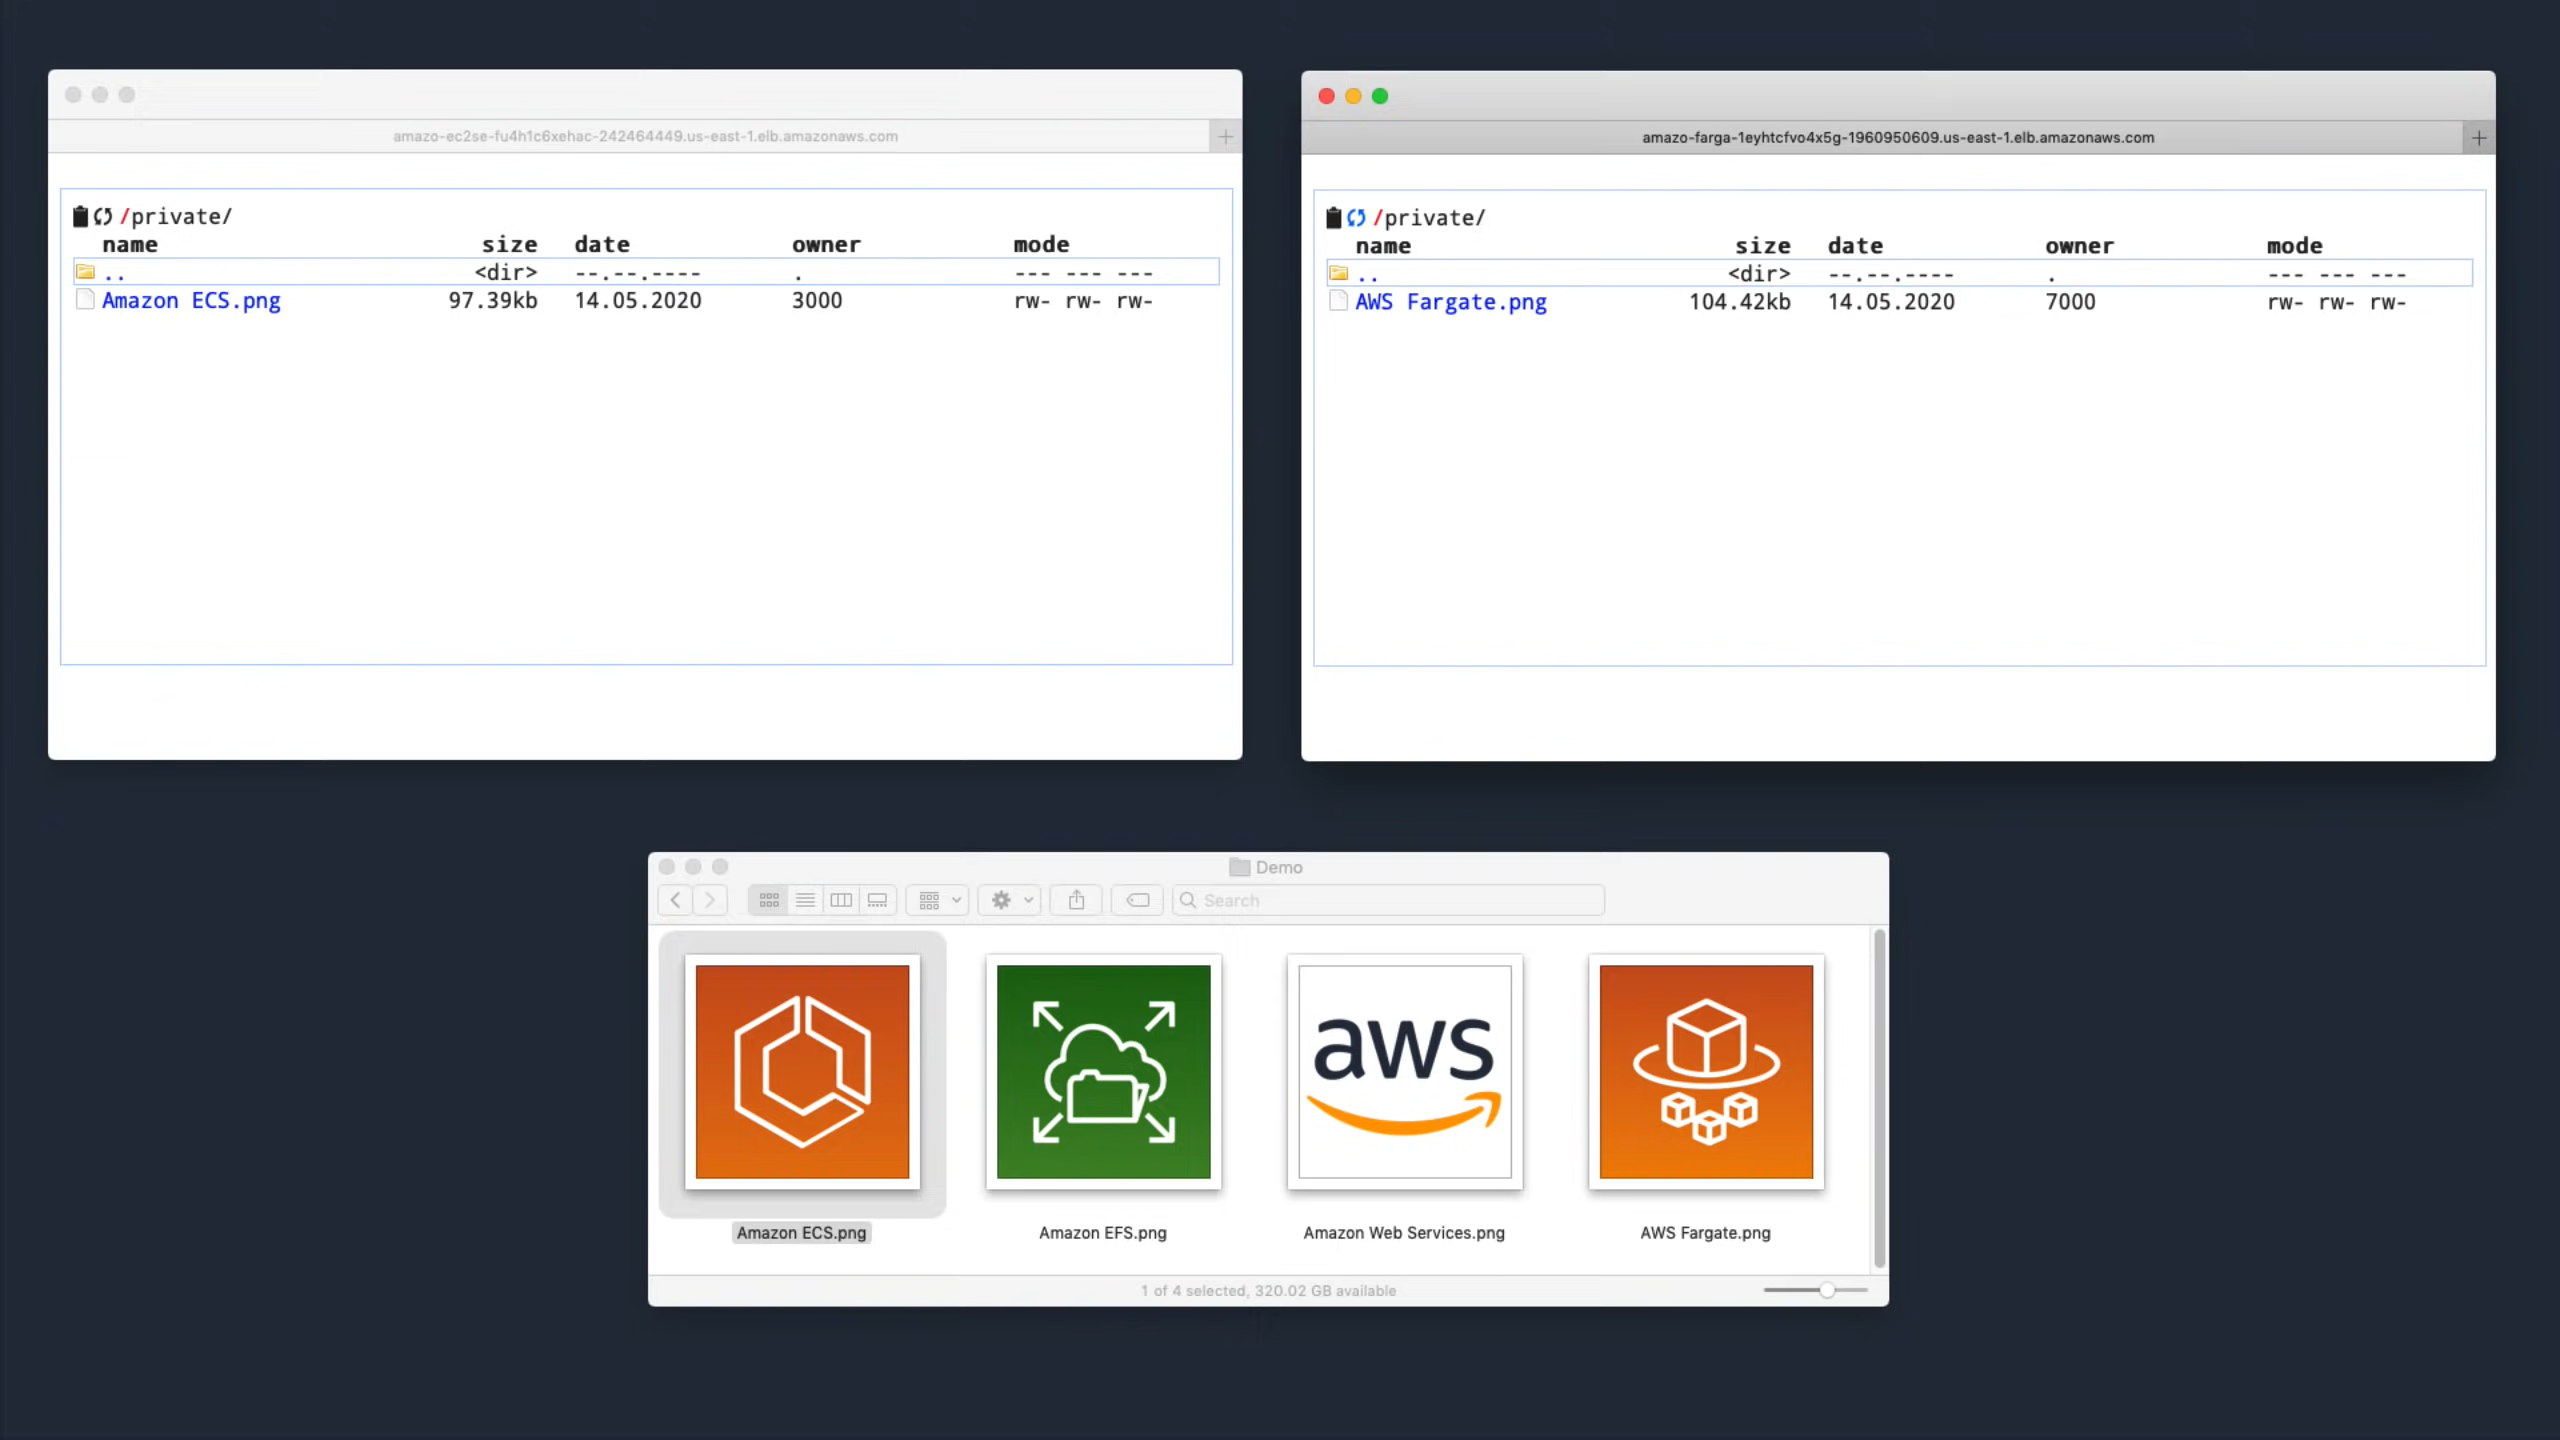 amazo-ec2se-fu4h1c6xehac-242464449.us-east-1.elb.amazonaws.com
/private/
name size date owner mode
.. <dir> --.--.---- . --- --- ---
Amazon ECS.png 97.39kb 14.05.2020 3000 rw- rw- rw-
amazo-farga-1eyhtcfvo4x5g-1960950609.us-east-1.elb.amazonaws.com
/private/
name size date owner mode
.. <dir> --.--.---- . --- --- ---
AWS Fargate.png 104.42kb 14.05.2020 7000 rw- rw- rw-
Demo
Search
aws
Amazon ECS.png
Amazon EFS.png
Amazon Web Services.png
AWS Fargate.png
1 of 4 selected, 320.02 GB available